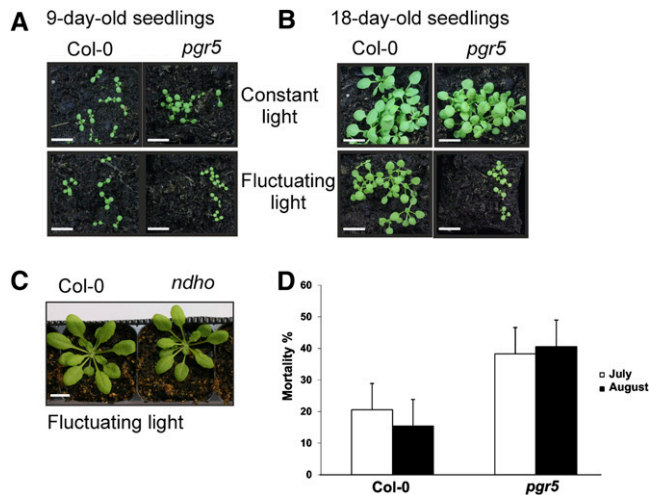 A 9-day-old seedlings
Col-0 pgr5
B 18-day-old seedlings
Col-0 pgr5
Constant light
Fluctuating light
C Col-0 ndho
Fluctuating light
D
Mortality %
60
50
40
30
20
10
0
July
August
Col-0 pgr5